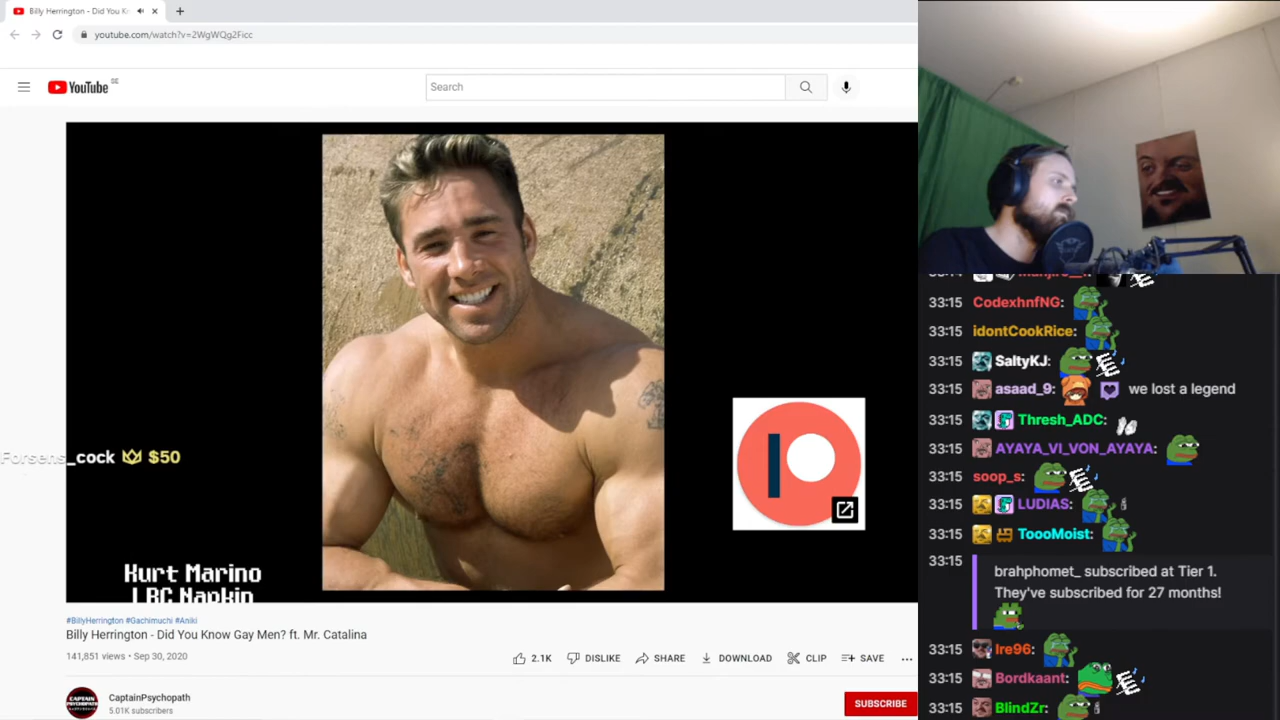 Billy Herrington - Did You Kn
youtube.com/watch?v=2WgWQg2Ficc
YouTube
Search
Forsens_cock $50
Kurt Marino
LRC Napkin
#BillyHerrington #Gachimuchi #Aniki
Billy Herrington - Did You Know Gay Men? ft. Mr. Catalina
141,851 views • Sep 30, 2020
2.1K DISLIKE SHARE DOWNLOAD CLIP SAVE
CAPTAIN
PSYCHOPATH
CaptainPsychopath
5.01K subscribers
SUBSCRIBE
33:15 CodexhnfNG:
33:15 idontCookRice:
33:15 SaltyKJ:
33:15 asaad_9: we lost a legend
33:15 Thresh_ADC:
33:15 AYAYA_VI_VON_AYAYA:
33:15 soop_s:
33:15 LUDIAS:
33:15 ToooMoist:
33:15 brahphomet_ subscribed at Tier 1.
They've subscribed for 27 months!
33:15 Ire96:
33:15 Bordkaant:
33:15 BlindZr: